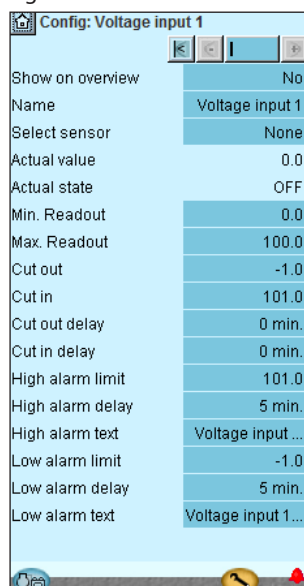 Config: Voltage input 1
Show on overview No
Name Voltage input 1
Select sensor None
Actual value 0.0
Actual state OFF
Min. Readout 0.0
Max. Readout 100.0
Cut out -1.0
Cut in 101.0
Cut out delay 0 min.
Cut in delay 0 min.
High alarm limit 101.0
High alarm delay 5 min.
High alarm text Voltage input ...
Low alarm limit -1.0
Low alarm delay 5 min.
Low alarm text Voltage input 1...